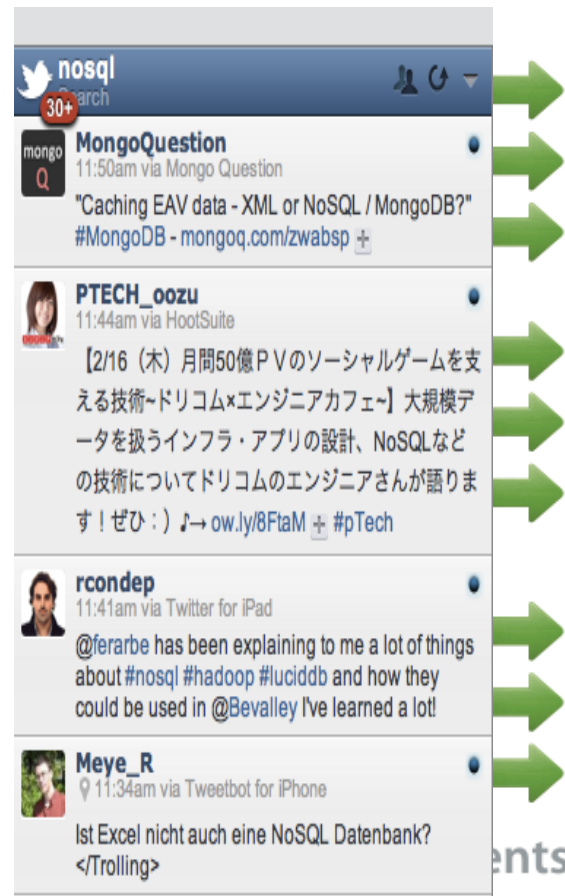 nosql
Search
30+
mongo
Q
MongoQuestion
11:50am via Mongo Question
"Caching EAV data - XML or NoSQL / MongoDB?"
#MongoDB - mongoq.com/zwabsp +
PTECH_oozu
11:44am via HootSuite
【2/16（木）月間50億ＰＶのソーシャルゲームを支
える技術~ドリコム×エンジニアカフェ~】大規模デ
ータを扱うインフラ・アプリの設計、NoSQLなど
の技術についてドリコムのエンジニアさんが語りま
す！ぜひ：）♪→ ow.ly/8FtaM + #pTech
rcondep
11:41am via Twitter for iPad
@ferarbe has been explaining to me a lot of things
about #nosql #hadoop #luciddb and how they
could be used in @Bevalley I've learned a lot!
Meye_R
11:34am via Tweetbot for iPhone
Ist Excel nicht auch eine NoSQL Datenbank?
</Trolling>
ents